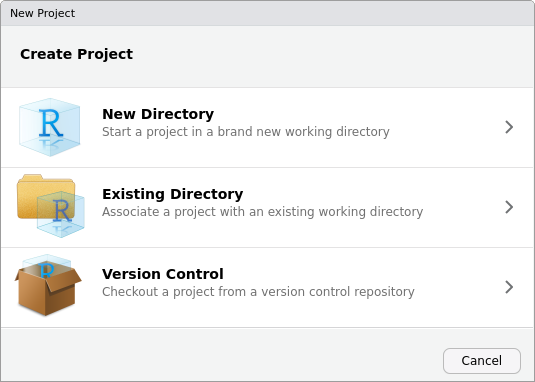 New Project
Create Project
R
New Directory
Start a project in a brand new working directory
R
Existing Directory
Associate a project with an existing working directory
R
Version Control
Checkout a project from a version control repository
Cancel